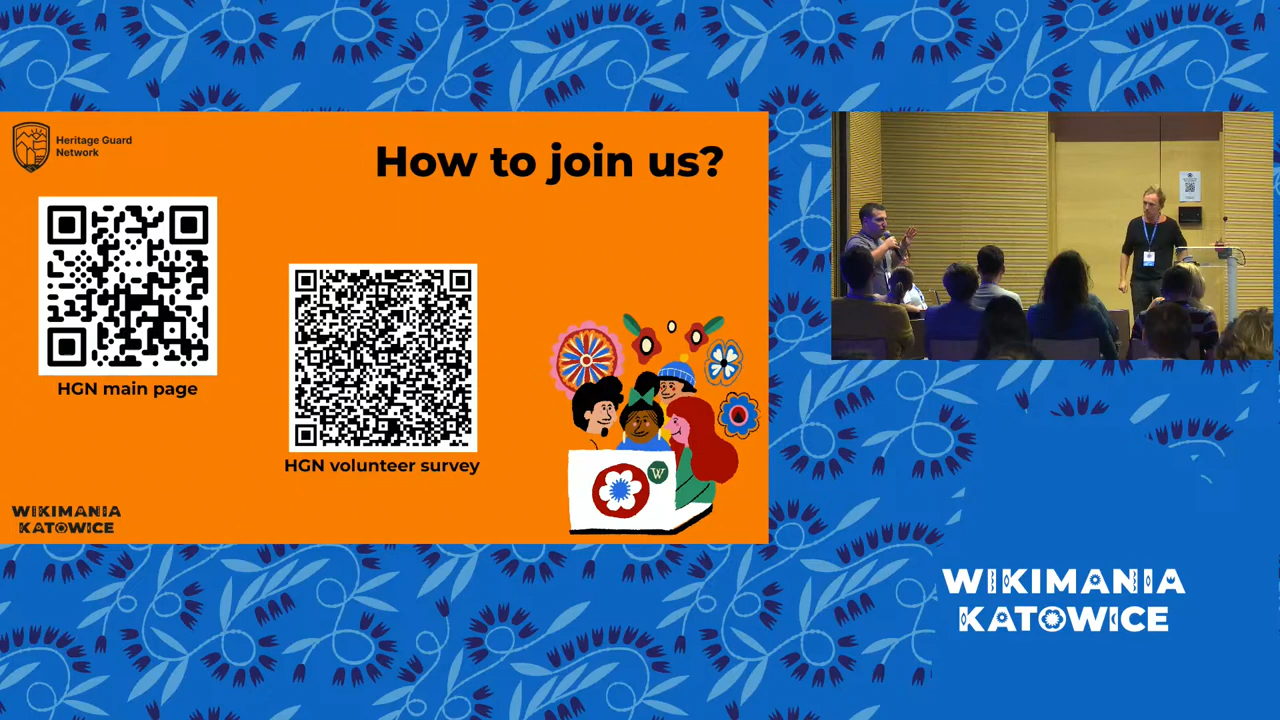 Heritage Guard
Network
How to join us?
HGN main page
HGN volunteer survey
W
WIKIMANIA
KATOWICE
WIKIMANIA
KATOWICE